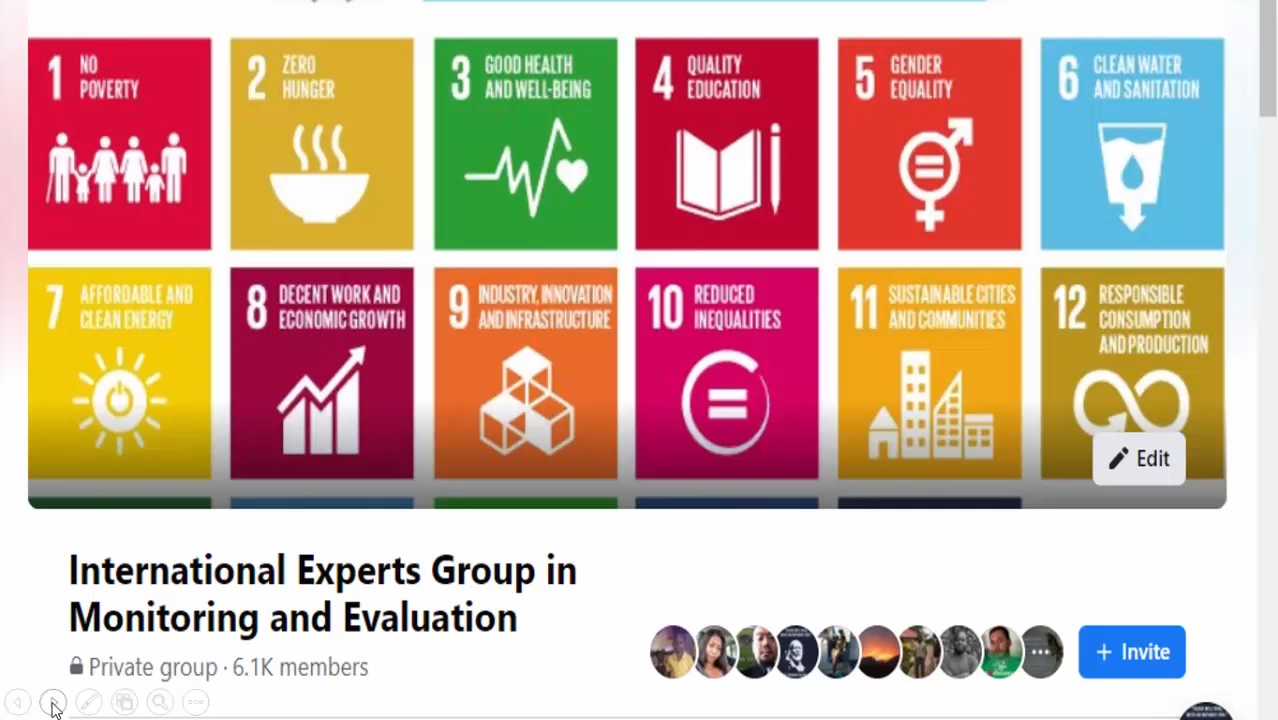 1 NO
POVERTY
2 ZERO
HUNGER
3 GOOD HEALTH
AND WELL-BEING
4 QUALITY
EDUCATION
5 GENDER
EQUALITY
6 CLEAN WATER
AND SANITATION
7 AFFORDABLE AND
CLEAN ENERGY
8 DECENT WORK AND
ECONOMIC GROWTH
9 INDUSTRY, INNOVATION
AND INFRASTRUCTURE
10 REDUCED
INEQUALITIES
11 SUSTAINABLE CITIES
AND COMMUNITIES
12 RESPONSIBLE
CONSUMPTION
AND PRODUCTION
Edit
International Experts Group in
Monitoring and Evaluation
Private group · 6.1K members
+ Invite